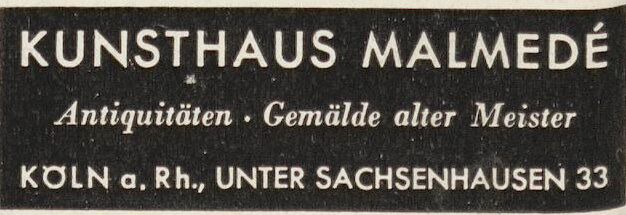 KUNSTHAUS MALMEDÉ
Antiquitäten · Gemälde alter Meister
KÖLN a. Rh., UNTER SACHSENHAUSEN 33